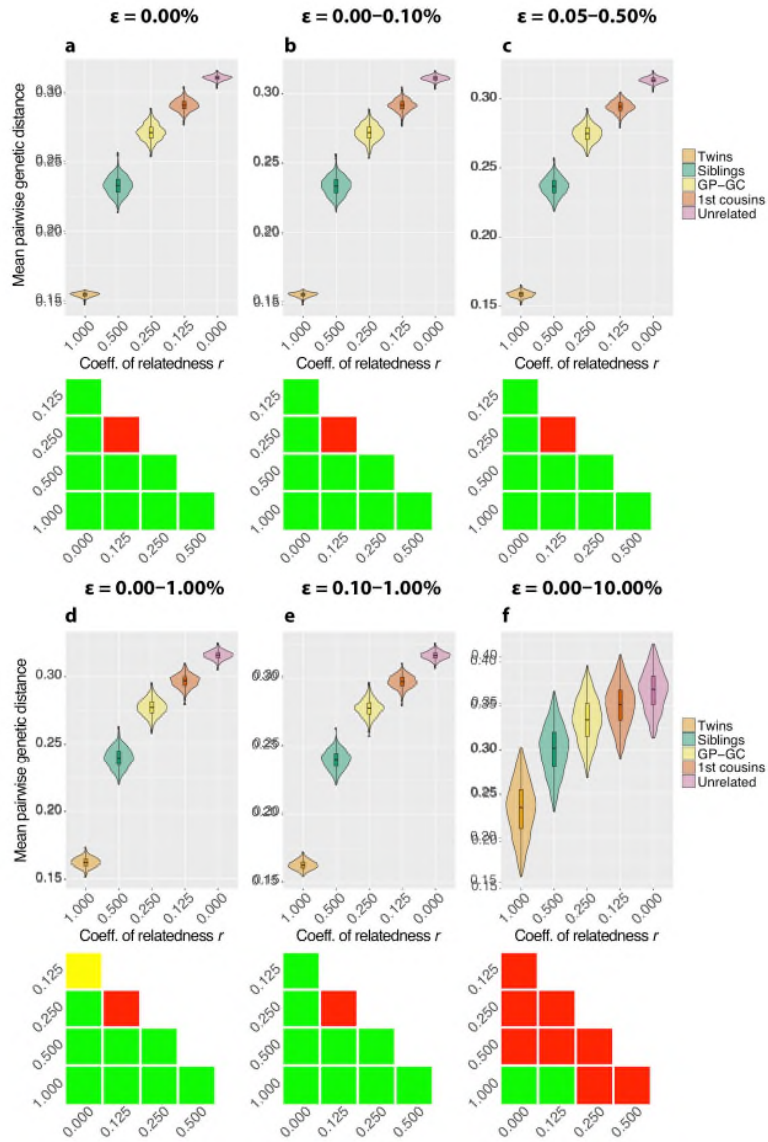 ε = 0.00%
ε = 0.00–0.10%
ε = 0.05–0.50%
a
b
c
Mean pairwise genetic distance
0.30
0.25
0.20
0.15
0.30
0.25
0.20
0.15
0.30
0.25
0.20
0.15
Twins
Siblings
GP–GC
1st cousins
Unrelated
1.000 0.500 0.250 0.125 0.000
1.000 0.500 0.250 0.125 0.000
1.000 0.500 0.250 0.125 0.000
Coeff. of relatedness r
Coeff. of relatedness r
Coeff. of relatedness r
0.125
0.250
0.500
1.000
0.000 0.125 0.250 0.500
0.125
0.250
0.500
1.000
0.000 0.125 0.250 0.500
0.125
0.250
0.500
1.000
0.000 0.125 0.250 0.500
ε = 0.00–1.00%
ε = 0.10–1.00%
ε = 0.00–10.00%
d
e
f
Mean pairwise genetic distance
0.30
0.25
0.20
0.15
0.30
0.25
0.20
0.15
0.40
0.35
0.30
0.25
0.20
0.15
Twins
Siblings
GP–GC
1st cousins
Unrelated
1.000 0.500 0.250 0.125 0.000
1.000 0.500 0.250 0.125 0.000
1.000 0.500 0.250 0.125 0.000
Coeff. of relatedness r
Coeff. of relatedness r
Coeff. of relatedness r
0.125
0.250
0.500
1.000
0.000 0.125 0.250 0.500
0.125
0.250
0.500
1.000
0.000 0.125 0.250 0.500
0.125
0.250
0.500
1.000
0.000 0.125 0.250 0.500